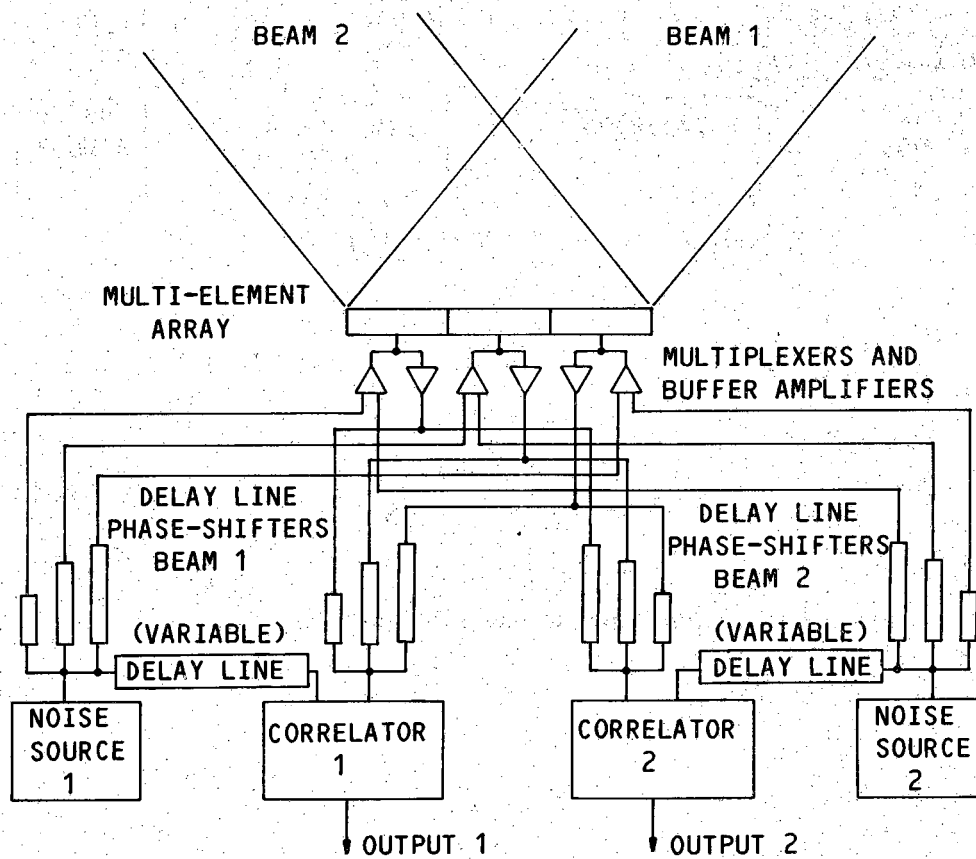 BEAM 2
BEAM 1
MULTI-ELEMENT
ARRAY
MULTIPLEXERS AND
BUFFER AMPLIFIERS
DELAY LINE
PHASE-SHIFTERS
BEAM 1
DELAY LINE
PHASE-SHIFTERS
BEAM 2
(VARIABLE)
DELAY LINE
(VARIABLE)
DELAY LINE
NOISE
SOURCE
1
CORRELATOR
1
CORRELATOR
2
NOISE
SOURCE
2
OUTPUT 1
OUTPUT 2